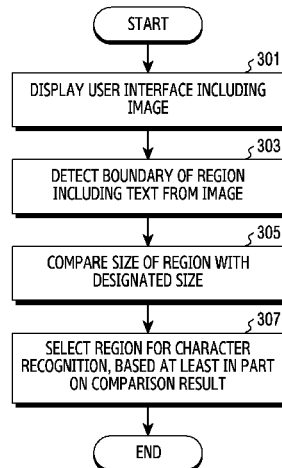 START
301
DISPLAY USER INTERFACE INCLUDING
IMAGE
303
DETECT BOUNDARY OF REGION
INCLUDING TEXT FROM IMAGE
305
COMPARE SIZE OF REGION WITH
DESIGNATED SIZE
307
SELECT REGION FOR CHARACTER
RECOGNITION, BASED AT LEAST IN PART
ON COMPARISON RESULT
END